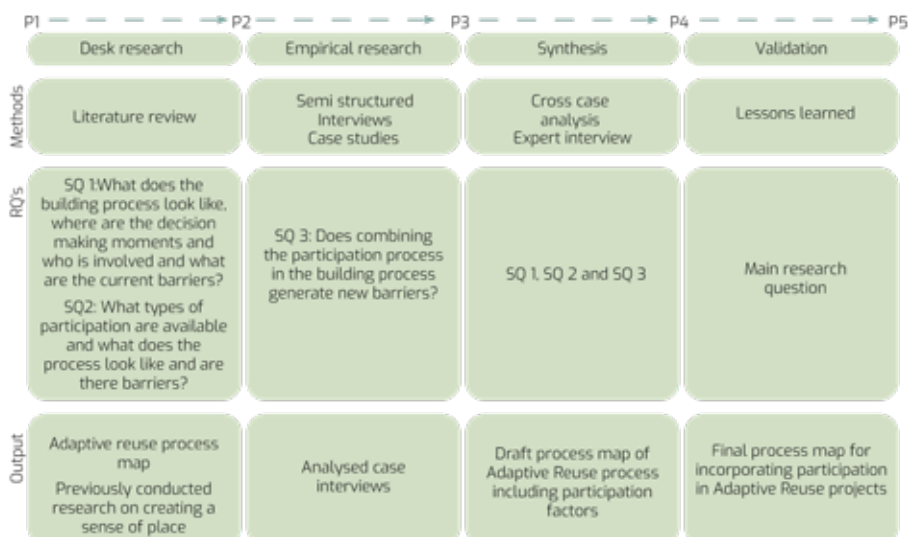 P1
P2
P3
P4
P5
Desk research
Empirical research
Synthesis
Validation
Methods
Literature review
Semi structured
Interviews
Case studies
Cross case
analysis
Expert interview
Lessons learned
RQ's
SQ 1:What does the
building process look like,
where are the decision
making moments and
who is involved and what
are the current barriers?
SQ2: What types of
participation are available
and what does the
process look like and are
there barriers?
SQ 3: Does combining
the participation process
in the building process
generate new barriers?
SQ 1, SQ 2 and SQ 3
Main research
question
Output
Adaptive reuse process
map
Previously conducted
research on creating a
sense of place
Analysed case
interviews
Draft process map of
Adaptive Reuse process
including participation
factors
Final process map for
incorporating participation
in Adaptive Reuse projects